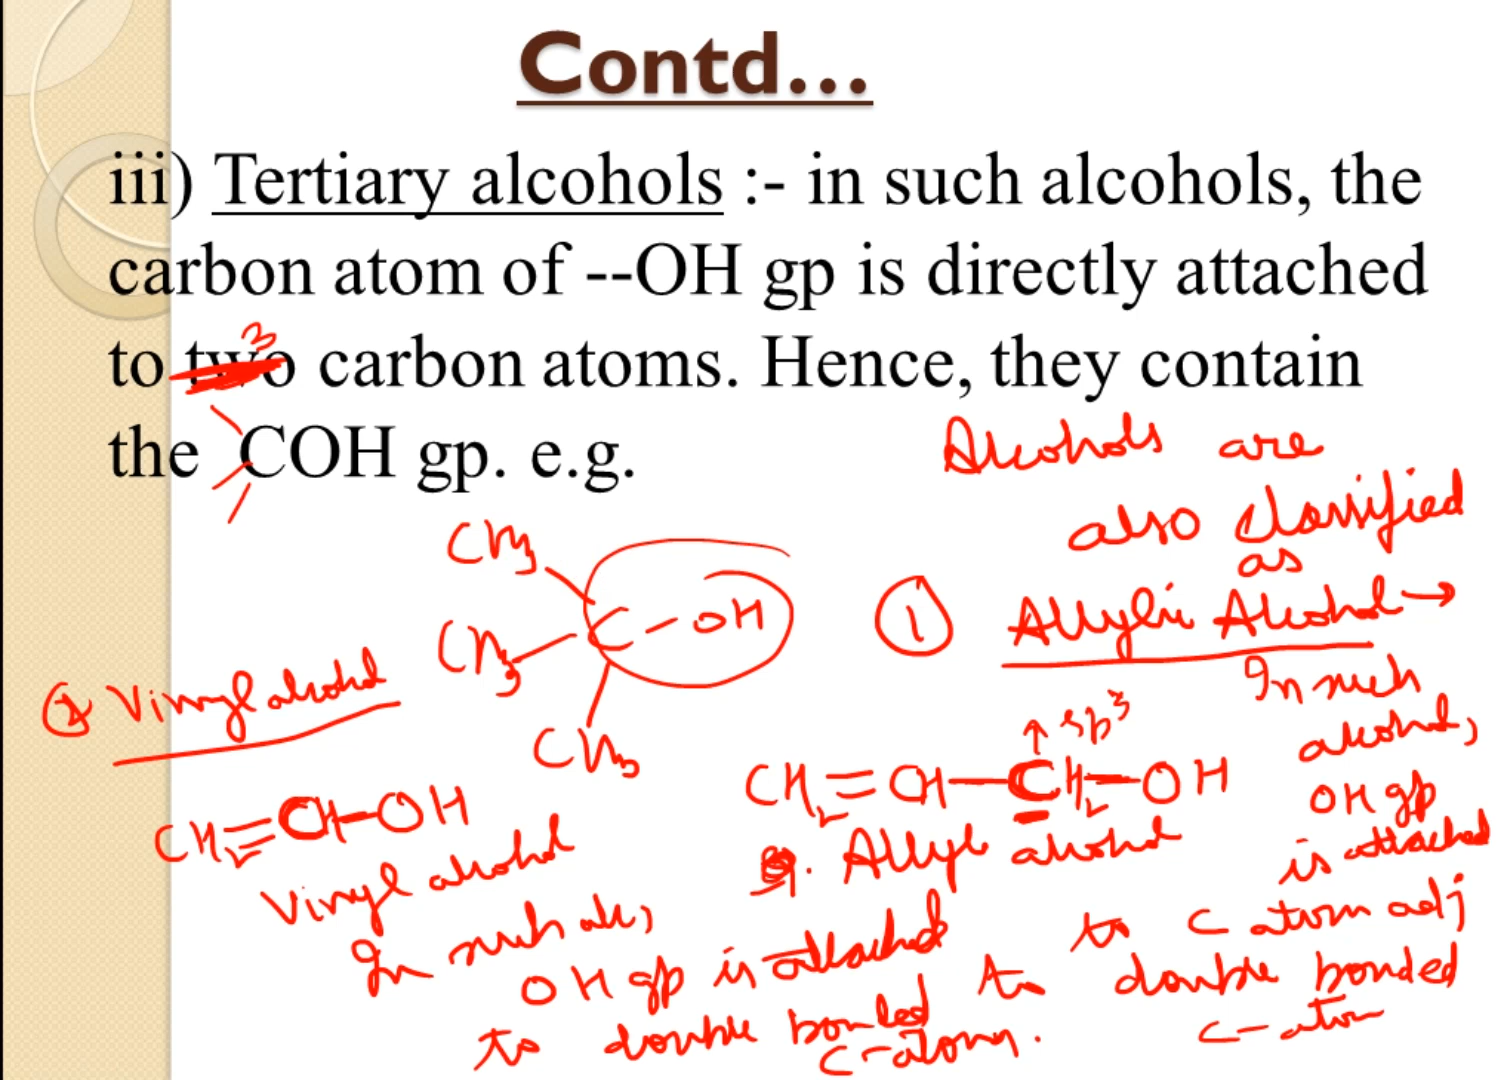 Contd...
iii) Tertiary alcohols :- in such alcohols, the
carbon atom of --OH gp is directly attached
to two 3 carbon atoms. Hence, they contain
the COH gp. e.g.
CH3
CH3 — C — OH
CH3
Alcohols are
also classified
as
① Allylic Alcohol →
In such
alcohol,
OH gp
is attached
to C atom adj
double bonded
C-atom
↑ sp³
CH2=CH—CH2—OH
eg. Allyl alcohol
② Vinyl alcohol
CH2=CH—OH
Vinyl alcohol
In such alc,
OH gp is attached to
to double bonded
C-atom.